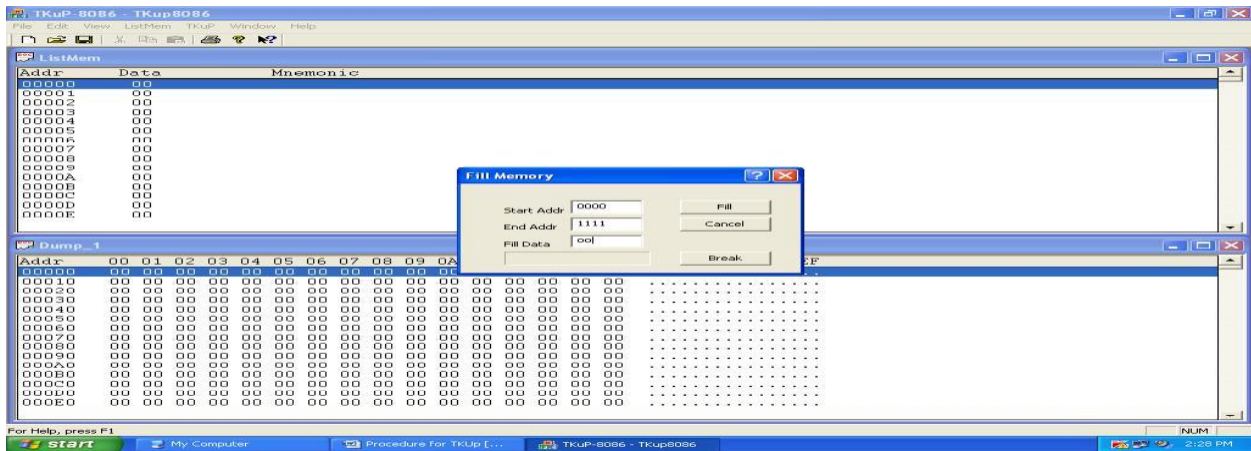 TKuP-8086 - TKup8086
File Edit View ListMem TKuP Window Help
ListMem
Addr Data Mnemonic
00000 00
00001 00
00002 00
00003 00
00004 00
00005 00
00006 00
00007 00
00008 00
00009 00
0000A 00
0000B 00
0000C 00
0000D 00
0000E 00
Fill Memory
Start Addr 0000 Fill
End Addr 1111 Cancel
Fill Data 00
Break
Dump_1
Addr 00 01 02 03 04 05 06 07 08 09 0A EF
00000 00 00 00 00 00 00 00 00 00 00 00
00010 00 00 00 00 00 00 00 00 00 00 00 00 00 00 00 00 ................
00020 00 00 00 00 00 00 00 00 00 00 00 00 00 00 00 00 ................
00030 00 00 00 00 00 00 00 00 00 00 00 00 00 00 00 00 ................
00040 00 00 00 00 00 00 00 00 00 00 00 00 00 00 00 00 ................
00050 00 00 00 00 00 00 00 00 00 00 00 00 00 00 00 00 ................
00060 00 00 00 00 00 00 00 00 00 00 00 00 00 00 00 00 ................
00070 00 00 00 00 00 00 00 00 00 00 00 00 00 00 00 00 ................
00080 00 00 00 00 00 00 00 00 00 00 00 00 00 00 00 00 ................
00090 00 00 00 00 00 00 00 00 00 00 00 00 00 00 00 00 ................
000A0 00 00 00 00 00 00 00 00 00 00 00 00 00 00 00 00 ................
000B0 00 00 00 00 00 00 00 00 00 00 00 00 00 00 00 00 ................
000C0 00 00 00 00 00 00 00 00 00 00 00 00 00 00 00 00 ................
000D0 00 00 00 00 00 00 00 00 00 00 00 00 00 00 00 00 ................
000E0 00 00 00 00 00 00 00 00 00 00 00 00 00 00 00 00 ................
For Help, press F1
NUM
start My Computer Procedure for TKUp [... TKuP-8086 - TKup8086 2:28 PM